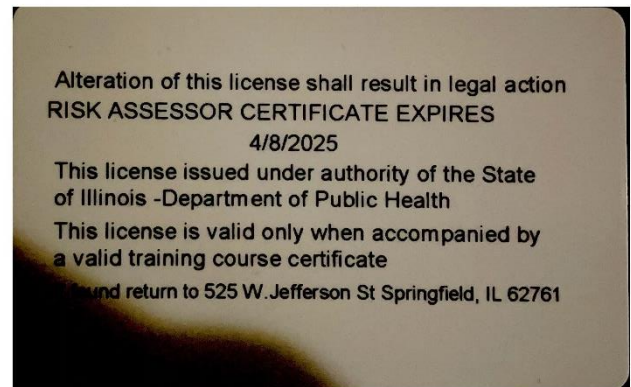 Alteration of this license shall result in legal action
RISK ASSESSOR CERTIFICATE EXPIRES
4/8/2025
This license issued under authority of the State
of Illinois -Department of Public Health
This license is valid only when accompanied by
a valid training course certificate
found return to 525 W.Jefferson St Springfield, IL 62761